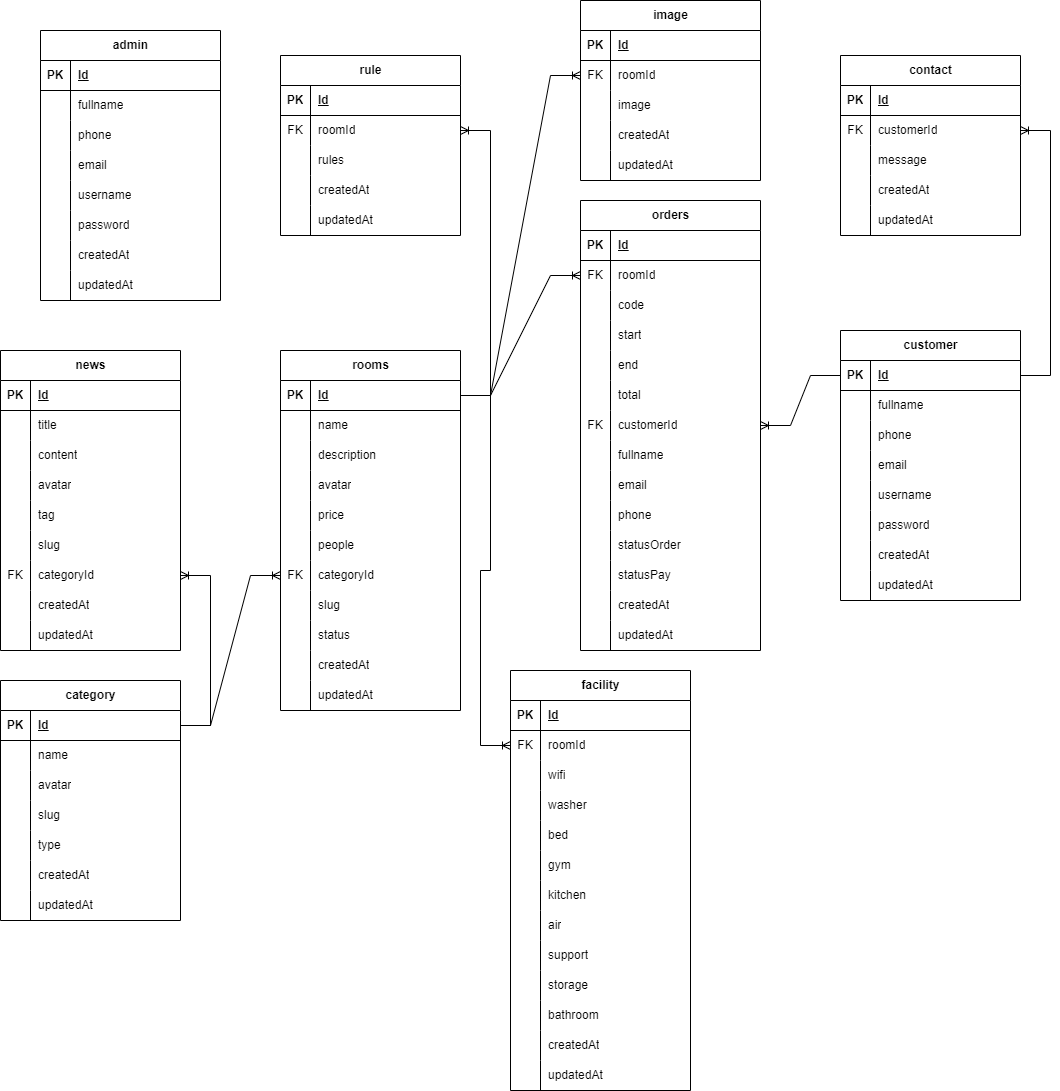 admin
PK Id
fullname
phone
email
username
password
createdAt
updatedAt
rule
PK Id
FK roomId
rules
createdAt
updatedAt
image
PK Id
FK roomId
image
createdAt
updatedAt
contact
PK Id
FK customerId
message
createdAt
updatedAt
orders
PK Id
FK roomId
code
start
end
total
FK customerId
fullname
email
phone
statusOrder
statusPay
createdAt
updatedAt
customer
PK Id
fullname
phone
email
username
password
createdAt
updatedAt
news
PK Id
title
content
avatar
tag
slug
FK categoryId
createdAt
updatedAt
rooms
PK Id
name
description
avatar
price
people
FK categoryId
slug
status
createdAt
updatedAt
category
PK Id
name
avatar
slug
type
createdAt
updatedAt
facility
PK Id
FK roomId
wifi
washer
bed
gym
kitchen
air
support
storage
bathroom
createdAt
updatedAt